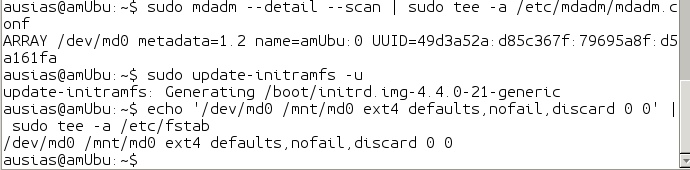 ausias@amUbu:~$ sudo mdadm --detail --scan | sudo tee -a /etc/mdadm/mdadm.c
onf
ARRAY /dev/md0 metadata=1.2 name=amUbu:0 UUID=49d3a52a:d85c367f:79695a8f:d5
a161fa
ausias@amUbu:~$ sudo update-initramfs -u
update-initramfs: Generating /boot/initrd.img-4.4.0-21-generic
ausias@amUbu:~$ echo '/dev/md0 /mnt/md0 ext4 defaults,nofail,discard 0 0' |
 sudo tee -a /etc/fstab
/dev/md0 /mnt/md0 ext4 defaults,nofail,discard 0 0
ausias@amUbu:~$